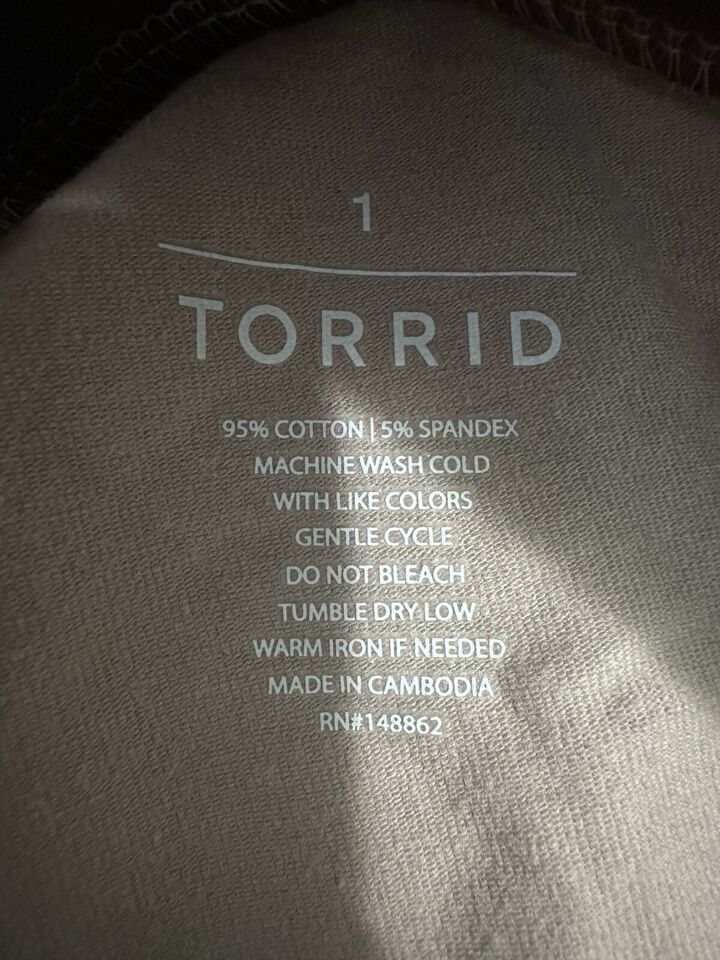 1
TORRID
95% COTTON | 5% SPANDEX
MACHINE WASH COLD
WITH LIKE COLORS
GENTLE CYCLE
DO NOT BLEACH
TUMBLE DRY LOW
WARM IRON IF NEEDED
MADE IN CAMBODIA
RN#148862